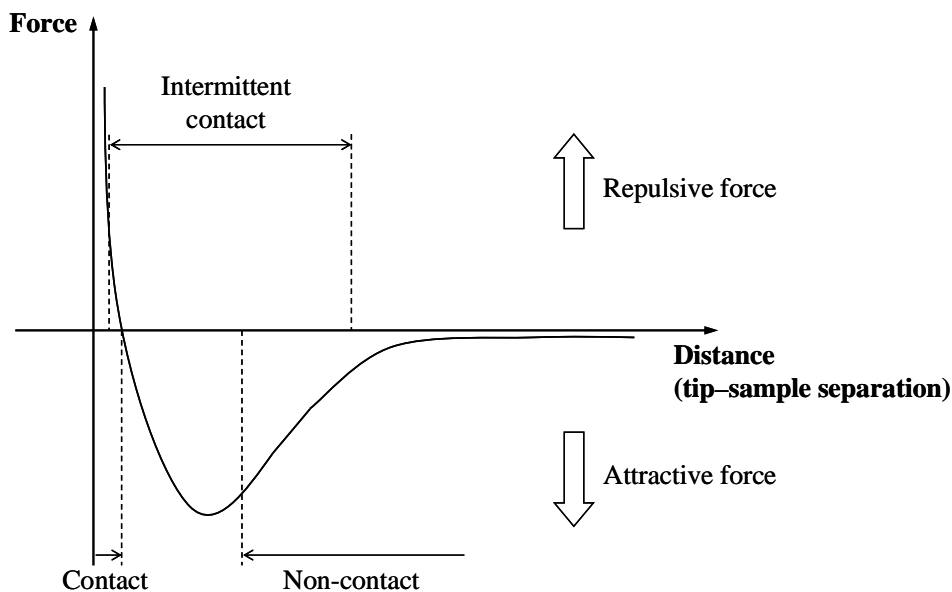 Force
Intermittent
contact
Repulsive force
Distance
(tip–sample separation)
Attractive force
Contact
Non-contact